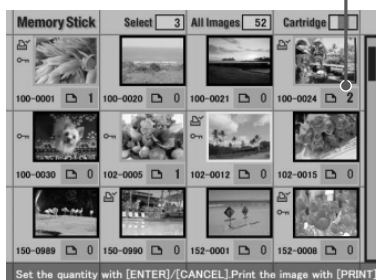 Memory Stick Select 3 All Images 52 Cartridge
100-0001 1 100-0020 0 100-0021 0 100-0024 2
100-0030 0 102-0005 1 102-0012 0 102-0015 0
150-0989 0 150-0990 0 152-0001 0 152-0008 0
Set the quantity with [ENTER]/[CANCEL].Print the image with [PRINT]